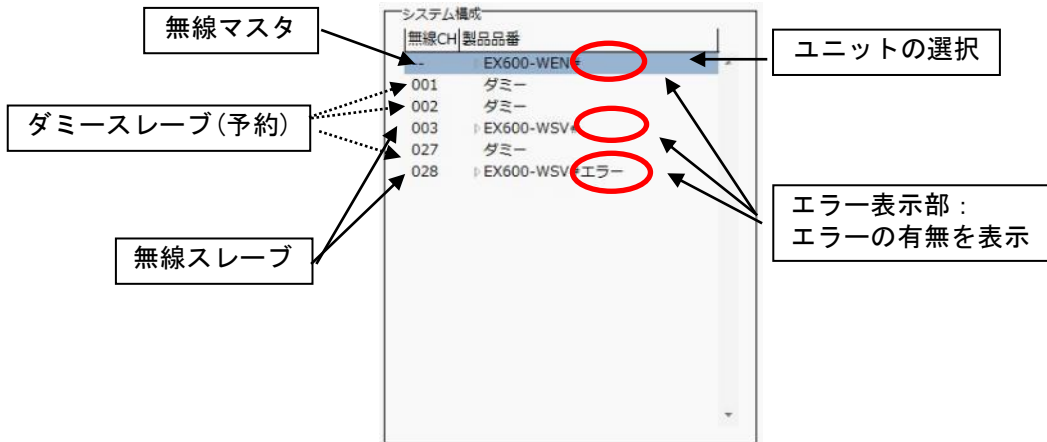 無線マスタ
ダミースレーブ(予約)
無線スレーブ
システム構成
無線CH 製品品番
-- EX600-WEN#
001 ダミー
002 ダミー
003 EX600-WSV#
027 ダミー
028 EX600-WSV#エラー
ユニットの選択
エラー表示部:
エラーの有無を表示